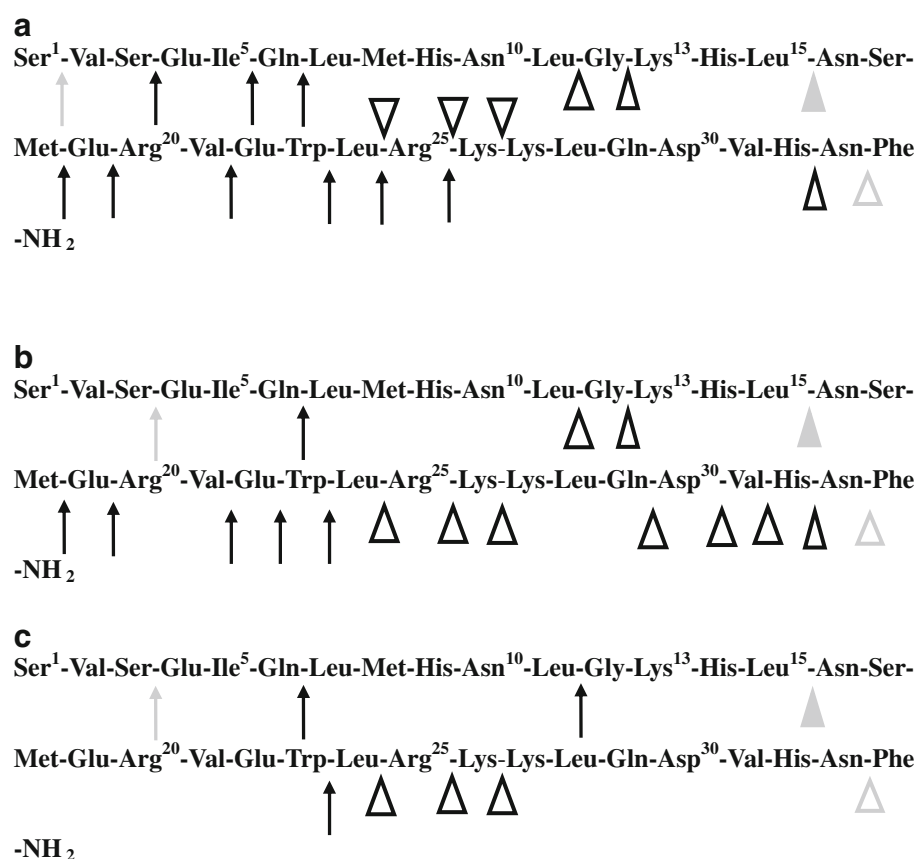 a
Ser¹-Val-Ser-Glu-Ile⁵-Gln-Leu-Met-His-Asn¹⁰-Leu-Gly-Lys¹³-His-Leu¹⁵-Asn-Ser-
Met-Glu-Arg²⁰-Val-Glu-Trp-Leu-Arg²⁵-Lys-Lys-Leu-Gln-Asp³⁰-Val-His-Asn-Phe
-NH₂
b
Ser¹-Val-Ser-Glu-Ile⁵-Gln-Leu-Met-His-Asn¹⁰-Leu-Gly-Lys¹³-His-Leu¹⁵-Asn-Ser-
Met-Glu-Arg²⁰-Val-Glu-Trp-Leu-Arg²⁵-Lys-Lys-Leu-Gln-Asp³⁰-Val-His-Asn-Phe
-NH₂
c
Ser¹-Val-Ser-Glu-Ile⁵-Gln-Leu-Met-His-Asn¹⁰-Leu-Gly-Lys¹³-His-Leu¹⁵-Asn-Ser-
Met-Glu-Arg²⁰-Val-Glu-Trp-Leu-Arg²⁵-Lys-Lys-Leu-Gln-Asp³⁰-Val-His-Asn-Phe
-NH₂